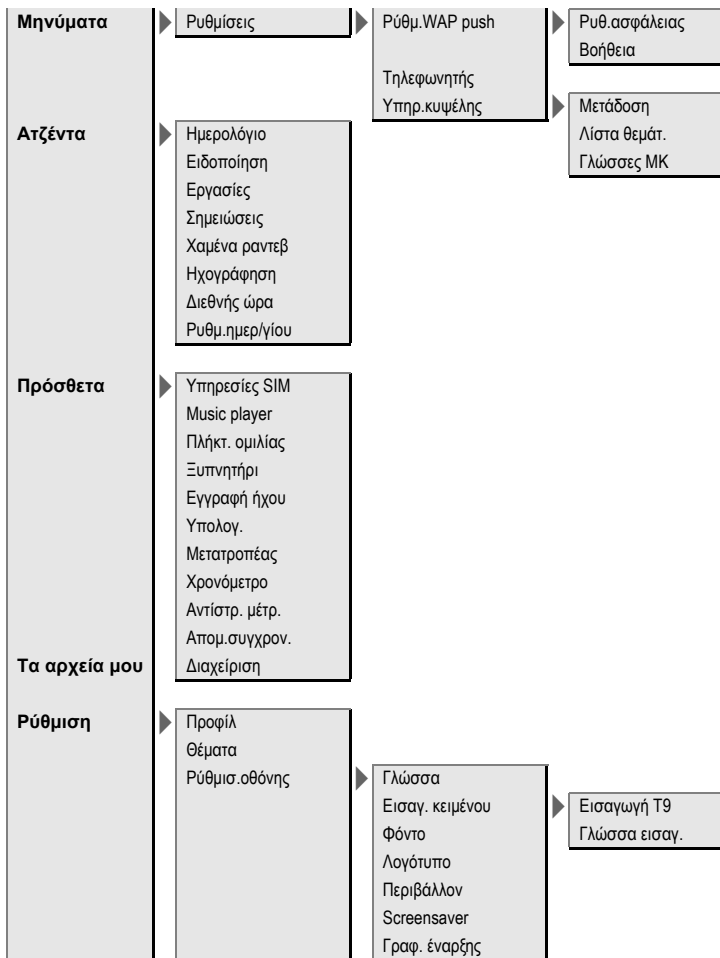 Μηνύματα Ρυθμίσεις Ρύθμ.WAP push Ρυθ.ασφάλειας
Βοήθεια
Τηλεφωνητής
Υπηρ.κυψέλης Μετάδοση
Ατζέντα Ημερολόγιο Λίστα θεμάτ.
Ειδοποίηση Γλώσσες ΜΚ
Εργασίες
Σημειώσεις
Χαμένα ραντεβ
Ηχογράφηση
Διεθνής ώρα
Ρυθμ.ημερ/γίου
Πρόσθετα Υπηρεσίες SIM
Music player
Πλήκτ. ομιλίας
Ξυπνητήρι
Εγγραφή ήχου
Υπολογ.
Μετατροπέας
Χρονόμετρο
Αντίστρ. μέτρ.
Απομ.συγχρον.
Τα αρχεία μου Διαχείριση
Ρύθμιση Προφίλ
Θέματα
Ρύθμισ.οθόνης Γλώσσα
Εισαγ. κειμένου Εισαγωγή T9
Φόντο Γλώσσα εισαγ.
Λογότυπο
Περιβάλλον
Screensaver
Γραφ. έναρξης